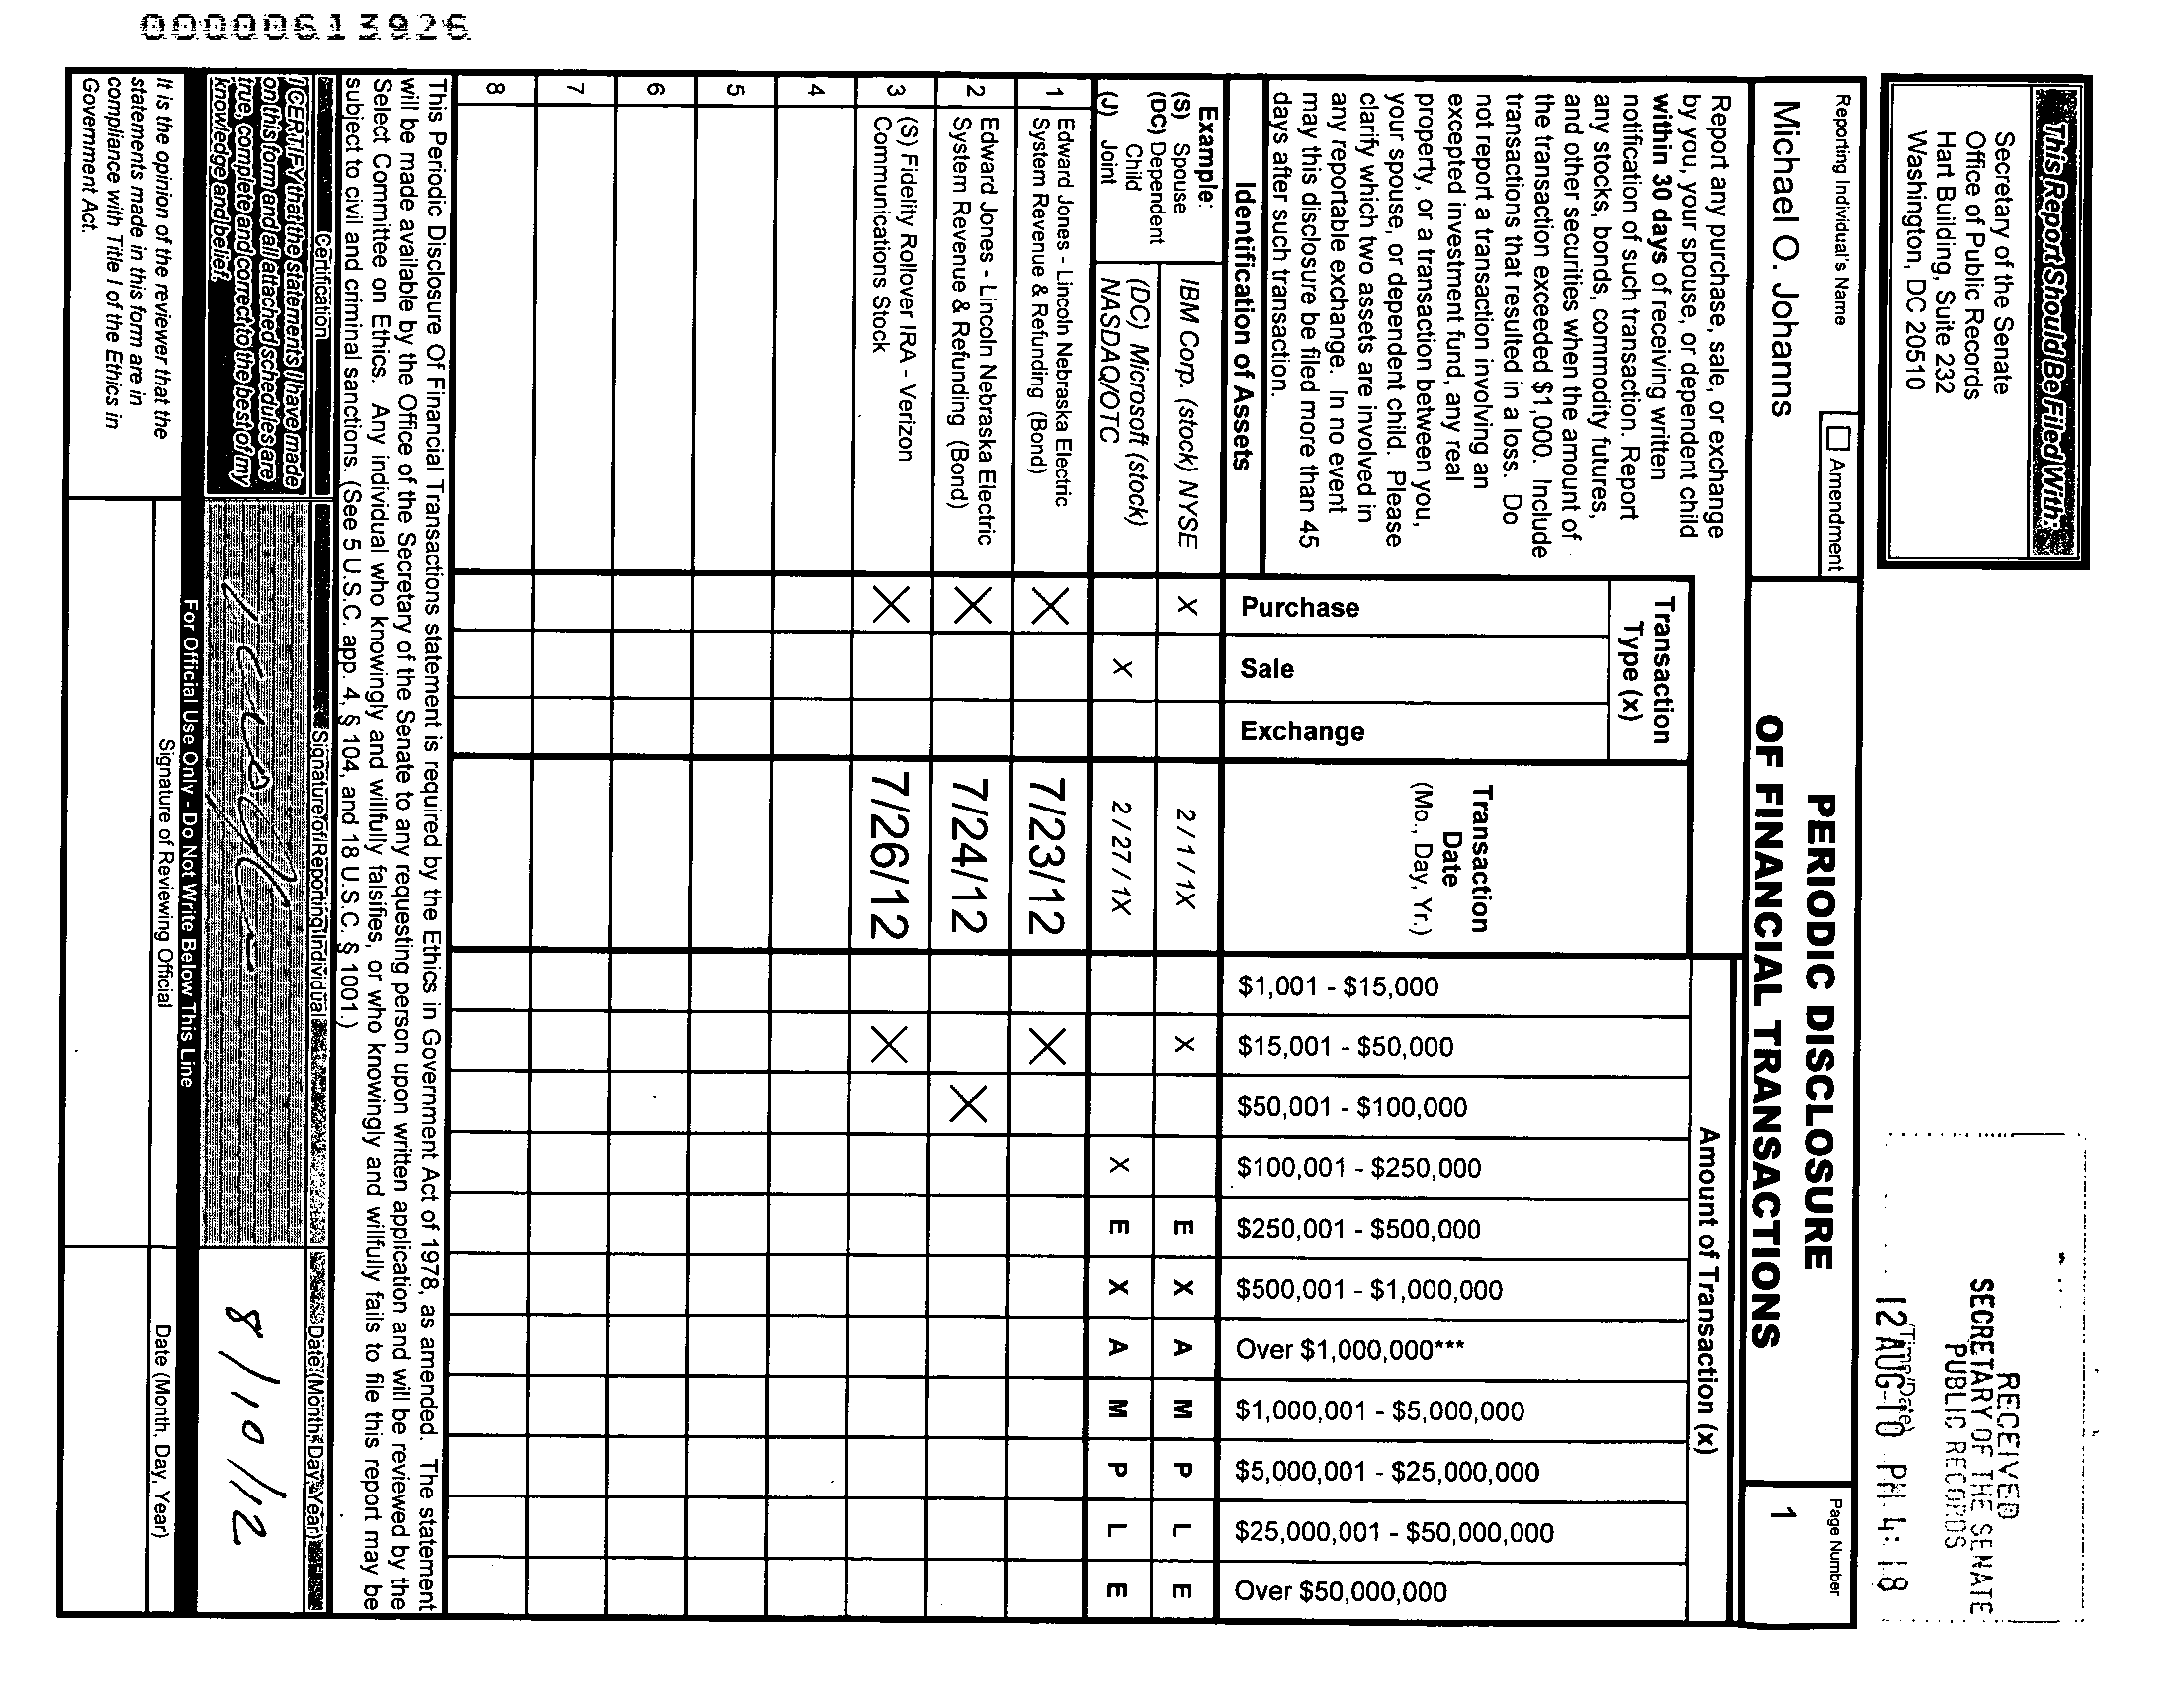 This Report Should Be Filed With:
Secretary of the Senate
Office of Public Records
Hart Building, Suite 232
Washington, DC 20510
RECEIVED
SECRETARY OF THE SENATE
PUBLIC RECORDS
(Time/Date)
12 AUG-10 PM 4:18
Reporting Individual's Name
Amendment
Michael O. Johanns
PERIODIC DISCLOSURE
OF FINANCIAL TRANSACTIONS
Page Number
1
Report any purchase, sale, or exchange
by you, your spouse, or dependent child
within 30 days of receiving written
notification of such transaction. Report
any stocks, bonds, commodity futures,
and other securities when the amount of
the transaction exceeded $1,000. Include
transactions that resulted in a loss. Do
not report a transaction involving an
excepted investment fund, any real
property, or a transaction between you,
your spouse, or dependent child. Please
clarify which two assets are involved in
any reportable exchange. In no event
may this disclosure be filed more than 45
days after such transaction.
Identification of Assets
Transaction
Type (x)
Purchase
Sale
Exchange
Transaction
Date
(Mo., Day, Yr.)
Amount of Transaction (x)
$1,001 - $15,000
$15,001 - $50,000
$50,001 - $100,000
$100,001 - $250,000
$250,001 - $500,000
$500,001 - $1,000,000
Over $1,000,000***
$1,000,001 - $5,000,000
$5,000,001 - $25,000,000
$25,000,001 - $50,000,000
Over $50,000,000
Example:
(S) Spouse
(DC) Dependent
Child
(J) Joint
IBM Corp. (stock) NYSE X 2/1/1X X E X A M P L E
(DC) Microsoft (stock)
NASDAQ/OTC X 2/27/1X X E X A M P L E
1 Edward Jones - Lincoln Nebraska Electric
System Revenue & Refunding (Bond) X 7/23/12 X
2 Edward Jones - Lincoln Nebraska Electric
System Revenue & Refunding (Bond) X 7/24/12 X
3 (S) Fidelity Rollover IRA - Verizon
Communications Stock X 7/26/12 X
4
5
6
7
8
This Periodic Disclosure Of Financial Transactions statement is required by the Ethics in Government Act of 1978, as amended. The statement
will be made available by the Office of the Secretary of the Senate to any requesting person upon written application and will be reviewed by the
Select Committee on Ethics. Any individual who knowingly and willfully falsifies, or who knowingly and willfully fails to file this report may be
subject to civil and criminal sanctions. (See 5 U.S.C. app. 4, § 104, and 18 U.S.C. § 1001.)
Certification
Signature of Reporting Individual
Date (Month, Day, Year)
I CERTIFY that the statements I have made
on this form and all attached schedules are
true, complete and correct to the best of my
knowledge and belief.
8/10/12
For Official Use Only - Do Not Write Below This Line
It is the opinion of the reviewer that the
statements made in this form are in
compliance with Title I of the Ethics in
Government Act.
Signature of Reviewing Official
Date (Month, Day, Year)
00000613926